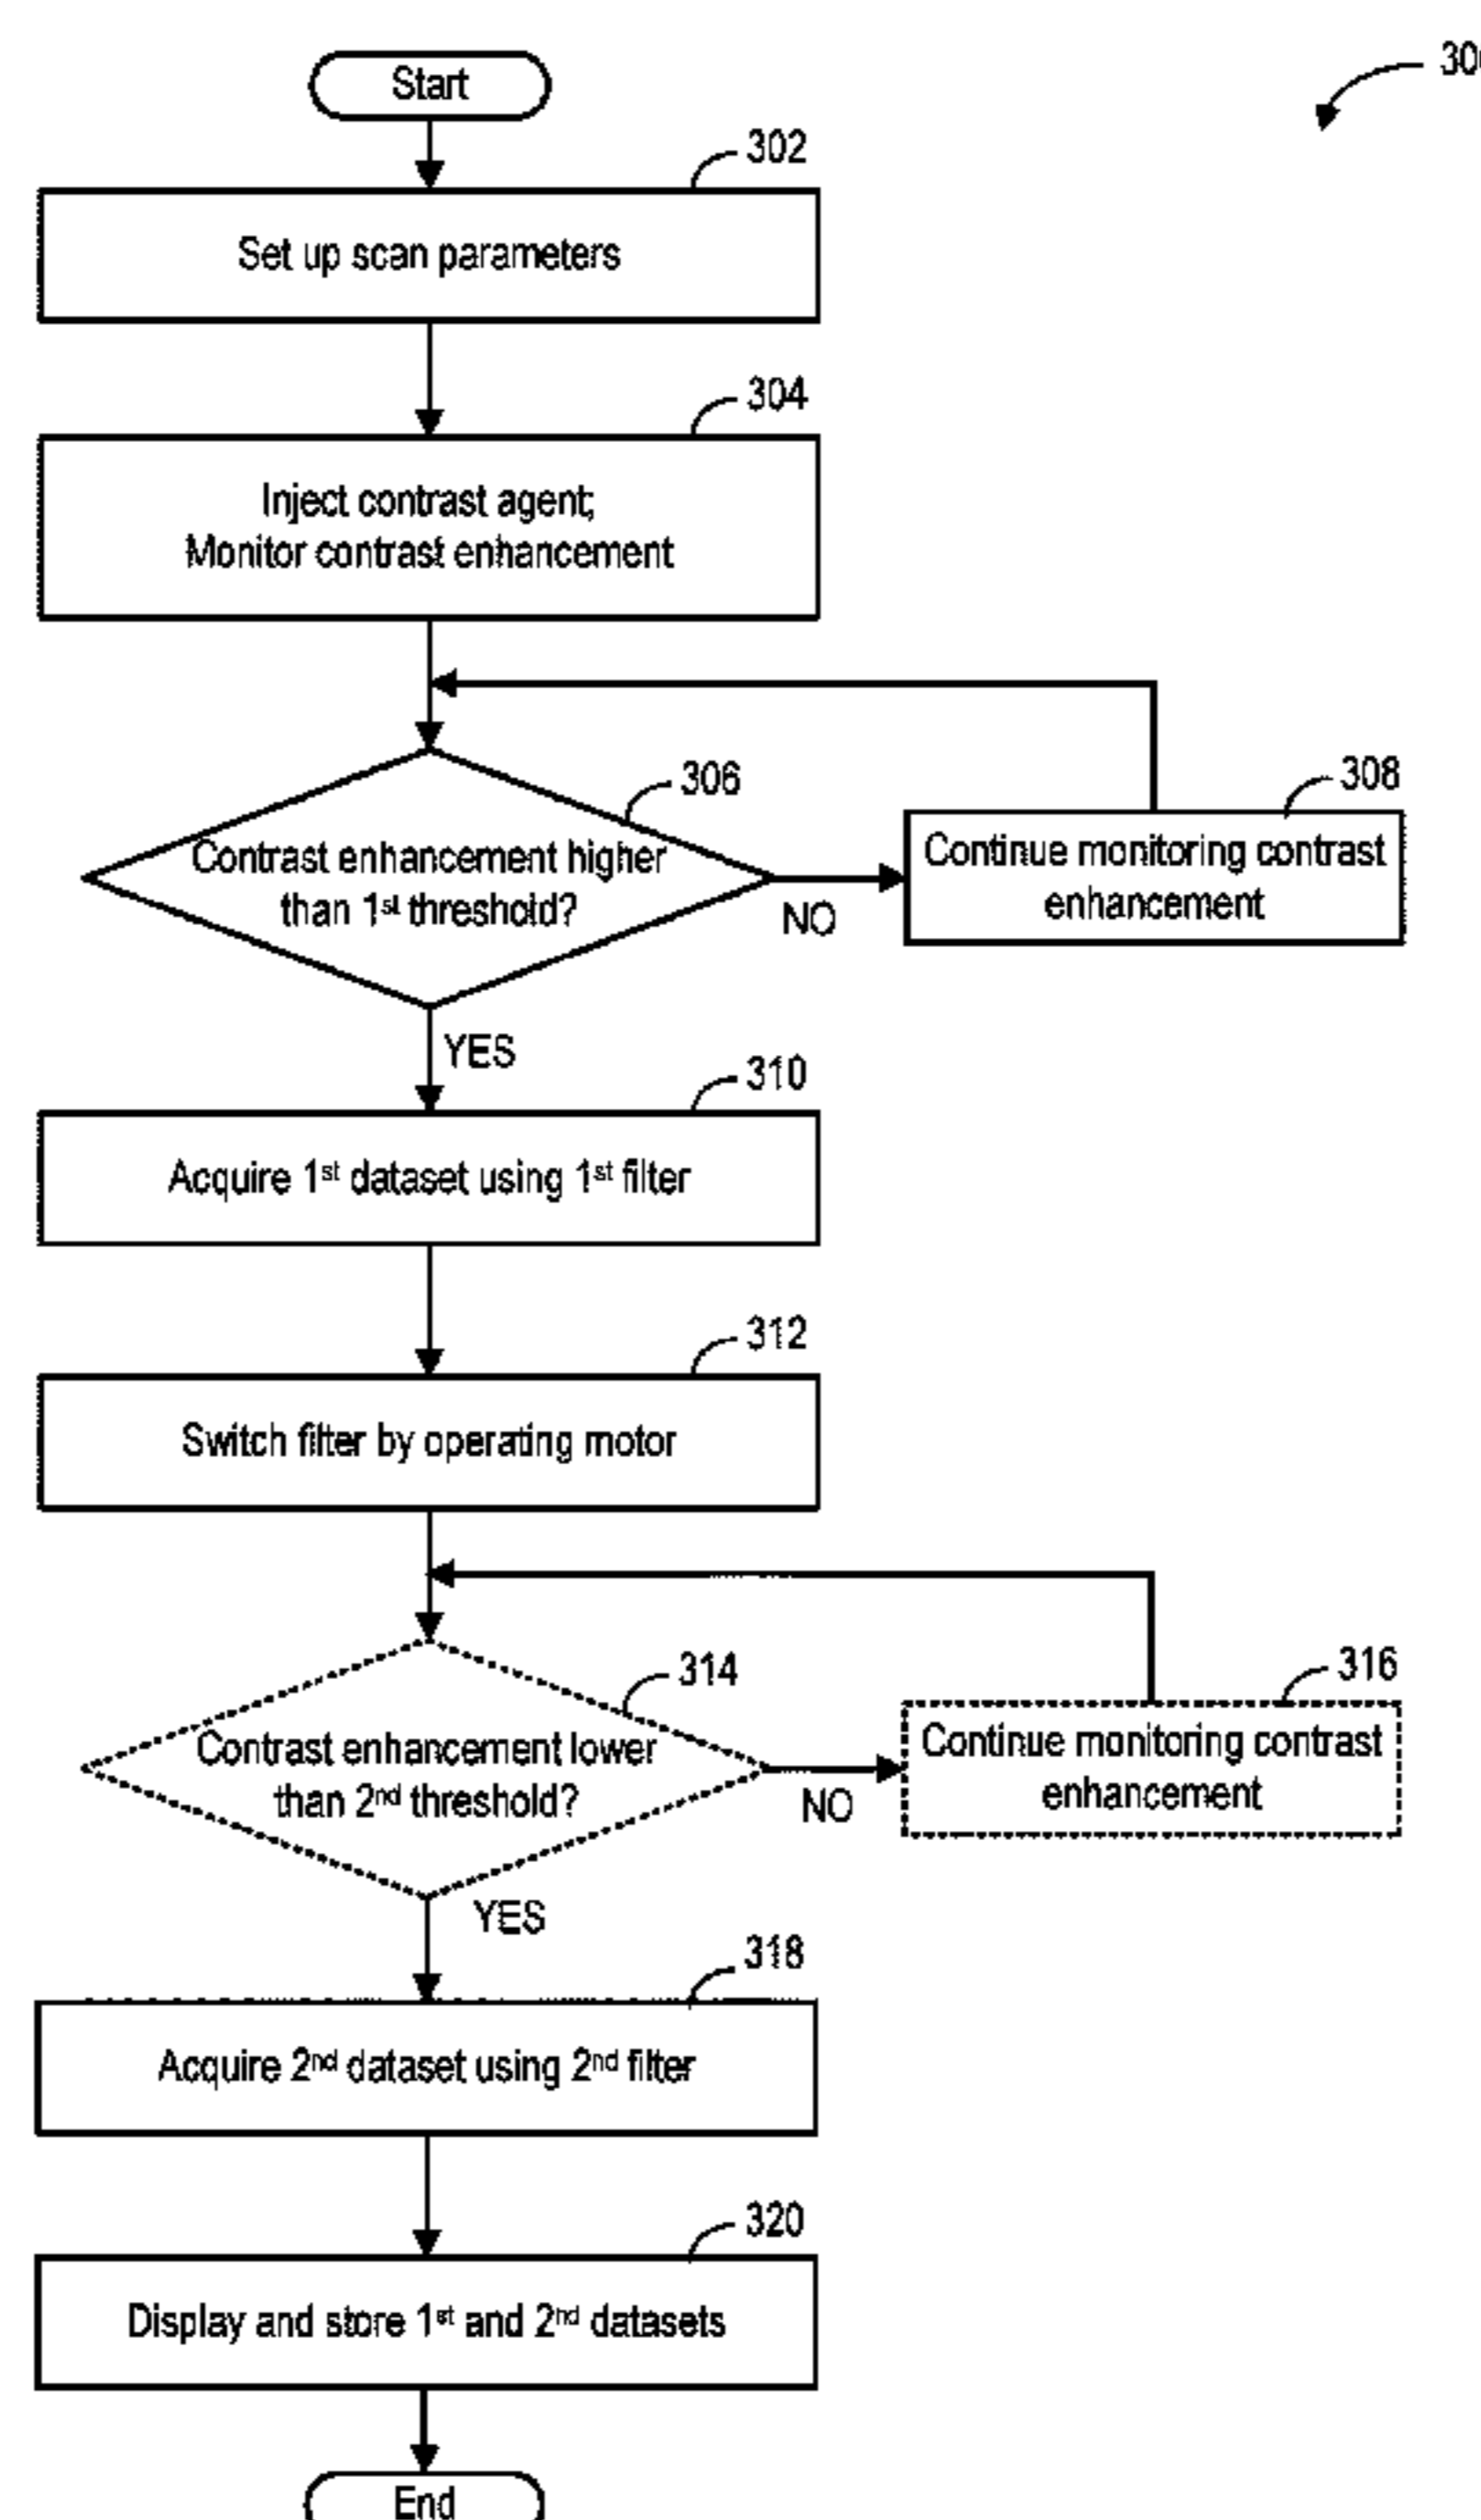 Start
302
Set up scan parameters
304
Inject contrast agent;
Monitor contrast enhancement
306
Contrast enhancement higher
than 1st threshold?
NO
308
Continue monitoring contrast
enhancement
YES
310
Acquire 1st dataset using 1st filter
312
Switch filter by operating motor
314
Contrast enhancement lower
than 2nd threshold?
NO
316
Continue monitoring contrast
enhancement
YES
318
Acquire 2nd dataset using 2nd filter
320
Display and store 1st and 2nd datasets
End